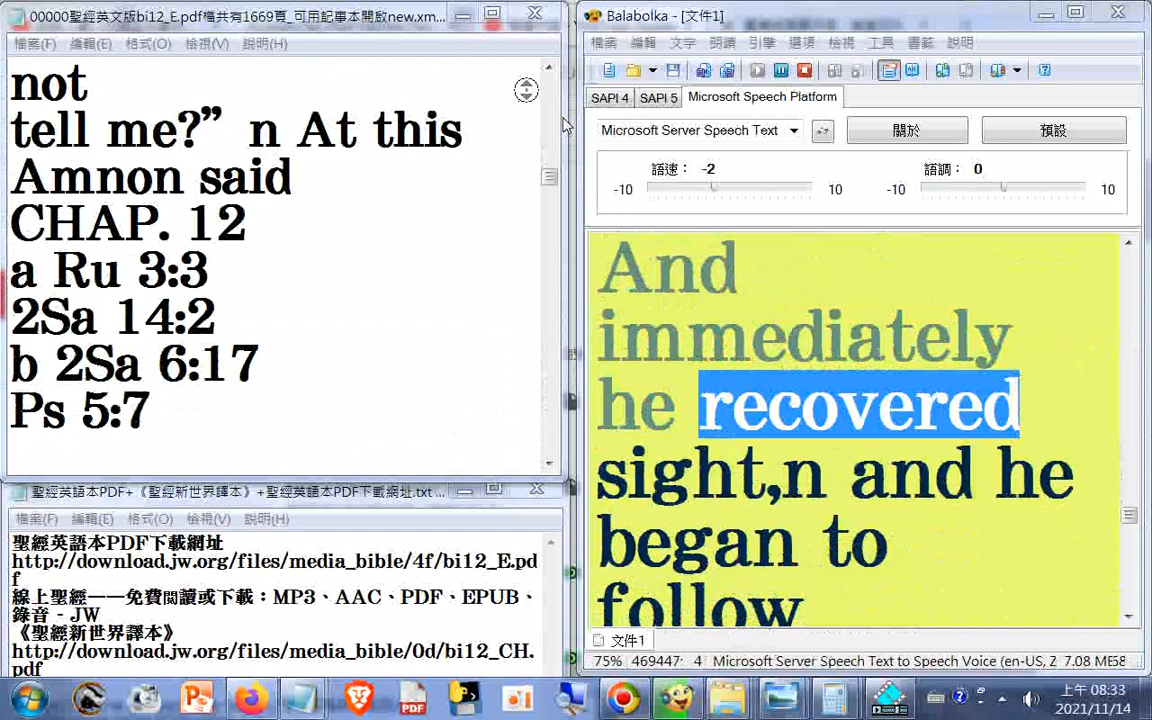 00000聖經英文版bi12_E.pdf檔共有1669頁_可用記事本開啟new.xm...
檔案(F) 編輯(E) 格式(O) 檢視(V) 說明(H)
not
tell me?” n At this
Amnon said
CHAP. 12
a Ru 3:3
2Sa 14:2
b 2Sa 6:17
Ps 5:7
聖經英語本PDF+《聖經新世界譯本》+聖經英語本PDF下載網址.txt ...
檔案(F) 編輯(E) 格式(O) 檢視(V) 說明(H)
聖經英語本PDF下載網址
http://download.jw.org/files/media_bible/4f/bi12_E.pd
f
線上聖經——免費閱讀或下載：MP3、AAC、PDF、EPUB、
錄音 - JW
《聖經新世界譯本》
http://download.jw.org/files/media_bible/0d/bi12_CH.
pdf
Balabolka - [文件1]
檔案 編輯 文字 朗讀 引擎 選項 檢視 工具 書籤 說明
SAPI 4 SAPI 5 Microsoft Speech Platform
Microsoft Server Speech Text 關於 預設
語速： -2 語調： 0
-10 10 -10 10
And
immediately
he recovered
sight,n and he
began to
follow
文件1
75% 469447: 4 Microsoft Server Speech Text to Speech Voice (en-US, 2 7.08 ME58
上午 08:33
2021/11/14